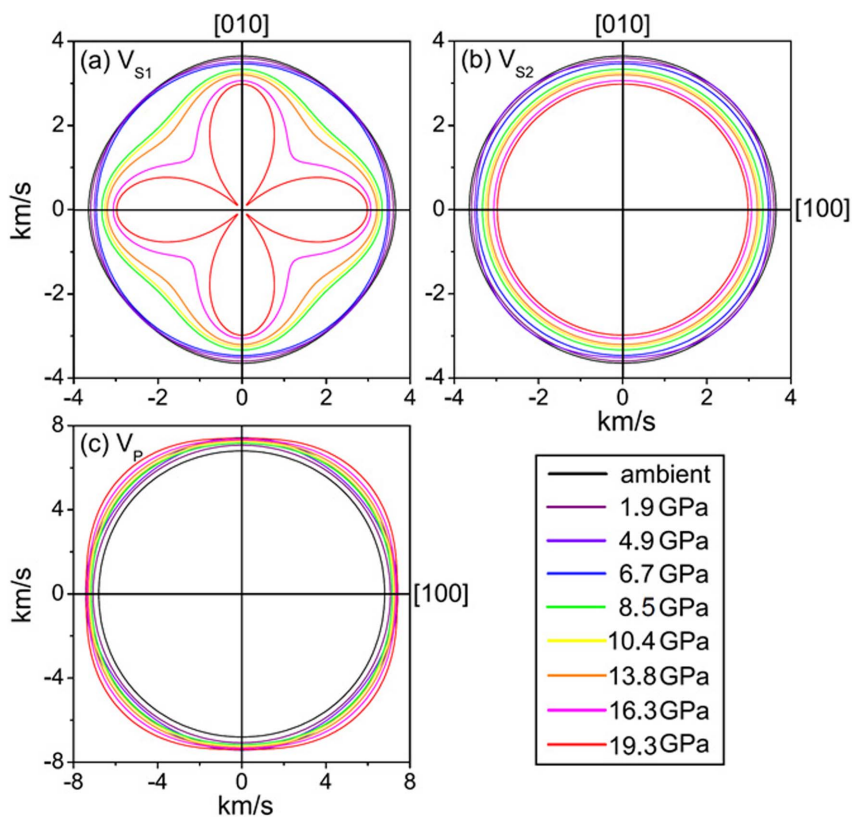 [010]
[010]
(a) V_S1
(b) V_S2
4
2
0
-2
-4
km/s
-4
-2
0
2
4
4
2
0
-2
-4
[100]
-4
-2
0
2
4
km/s
(c) V_P
8
4
0
-4
-8
km/s
[100]
-8
-4
0
4
8
km/s
ambient
1.9 GPa
4.9 GPa
6.7 GPa
8.5 GPa
10.4 GPa
13.8 GPa
16.3 GPa
19.3 GPa